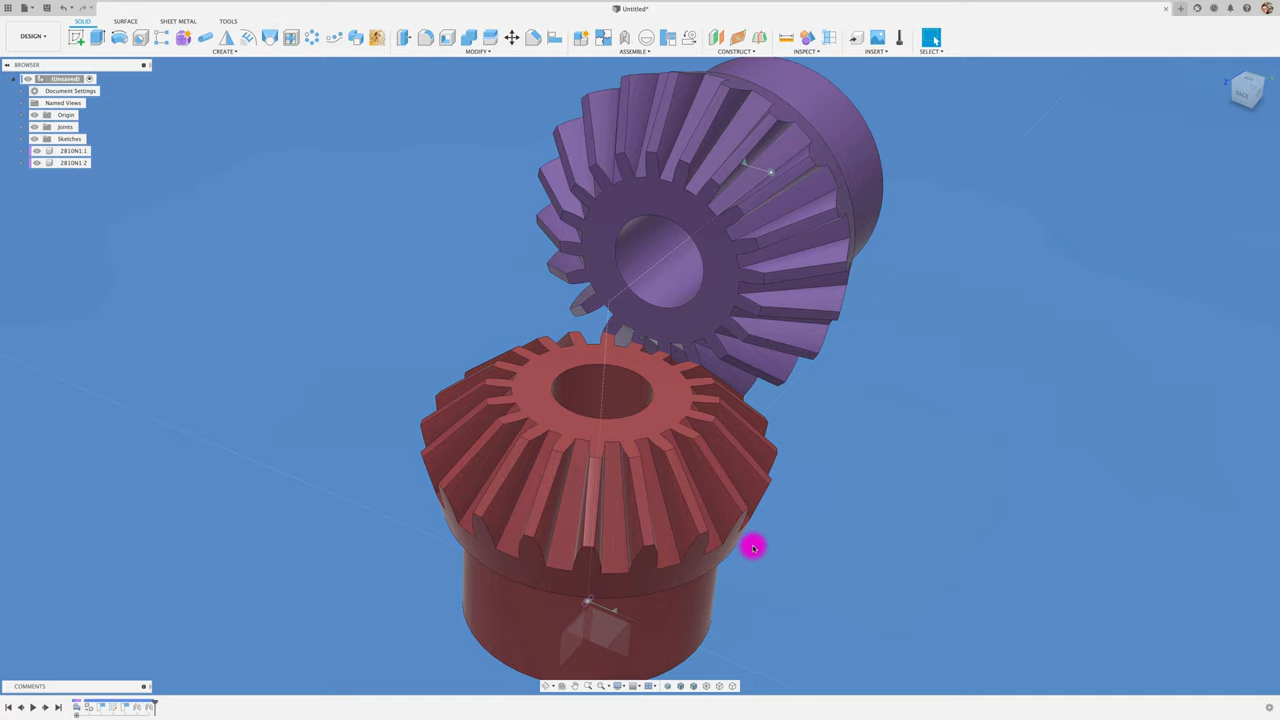 Untitled*
DESIGN
SOLID
SURFACE
SHEET METAL
TOOLS
CREATE
MODIFY
ASSEMBLE
CONSTRUCT
INSPECT
INSERT
SELECT
BROWSER
(Unsaved)
Document Settings
Named Views
Origin
Joints
Sketches
2810N1:1
2810N1:2
Z
BACK
COMMENTS